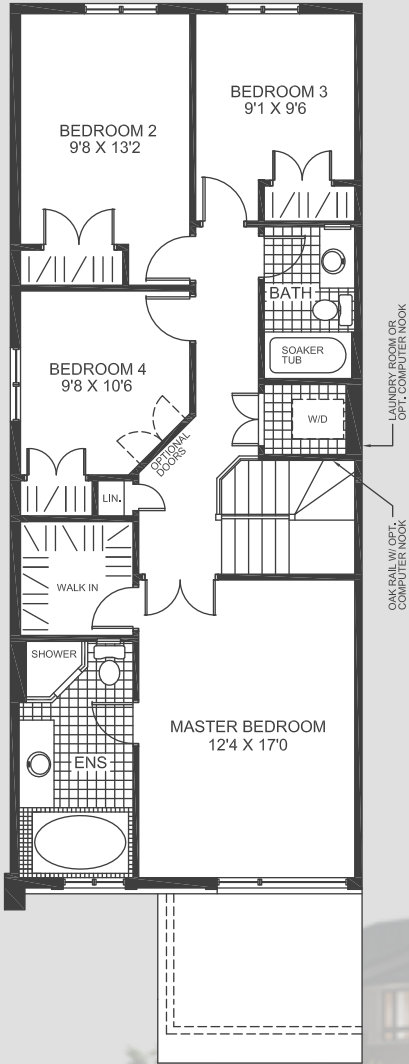 BEDROOM 3
9'1 X 9'6
BEDROOM 2
9'8 X 13'2
BATH
SOAKER
TUB
BEDROOM 4
9'8 X 10'6
W/D
LAUNDRY ROOM OR
OPT. COMPUTER NOOK
OPTIONAL
DOORS
LIN.
OAK RAIL W/ OPT.
COMPUTER NOOK
WALK IN
SHOWER
MASTER BEDROOM
12'4 X 17'0
ENS